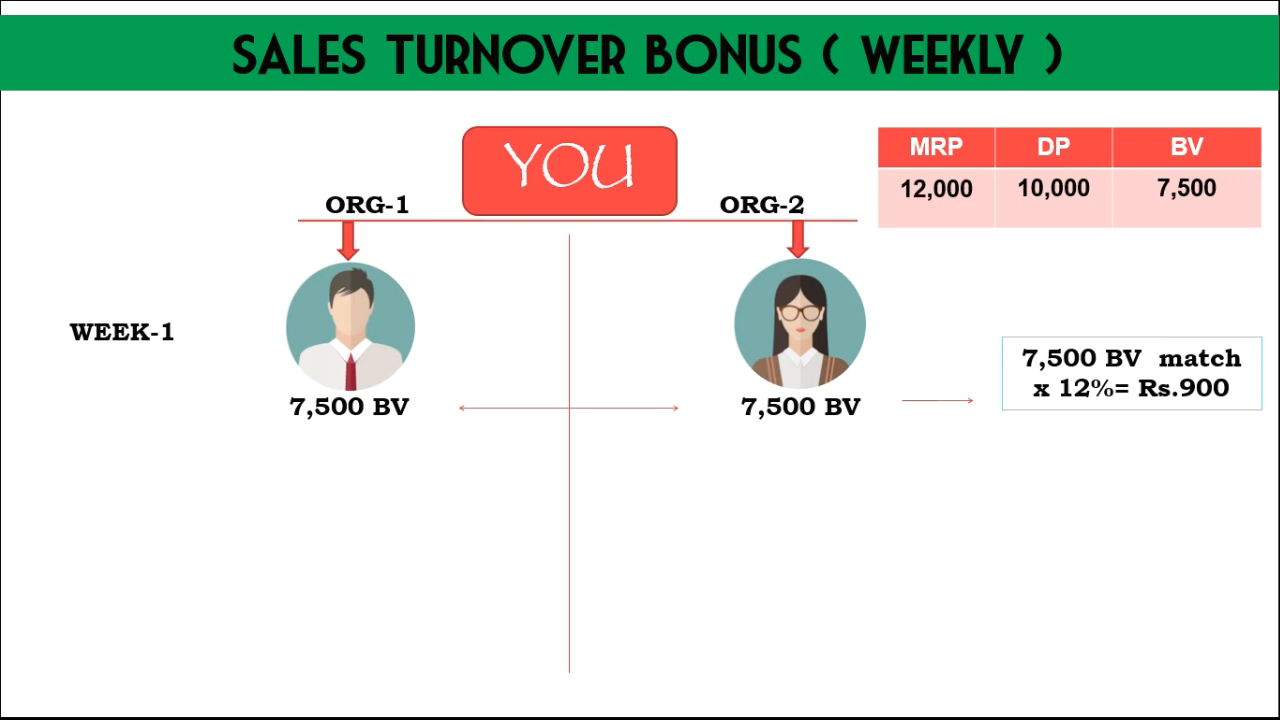 SALES TURNOVER BONUS ( WEEKLY )
YOU
ORG-1
ORG-2
MRP DP BV
12,000 10,000 7,500
WEEK-1
7,500 BV
7,500 BV
7,500 BV match
x 12%= Rs.900